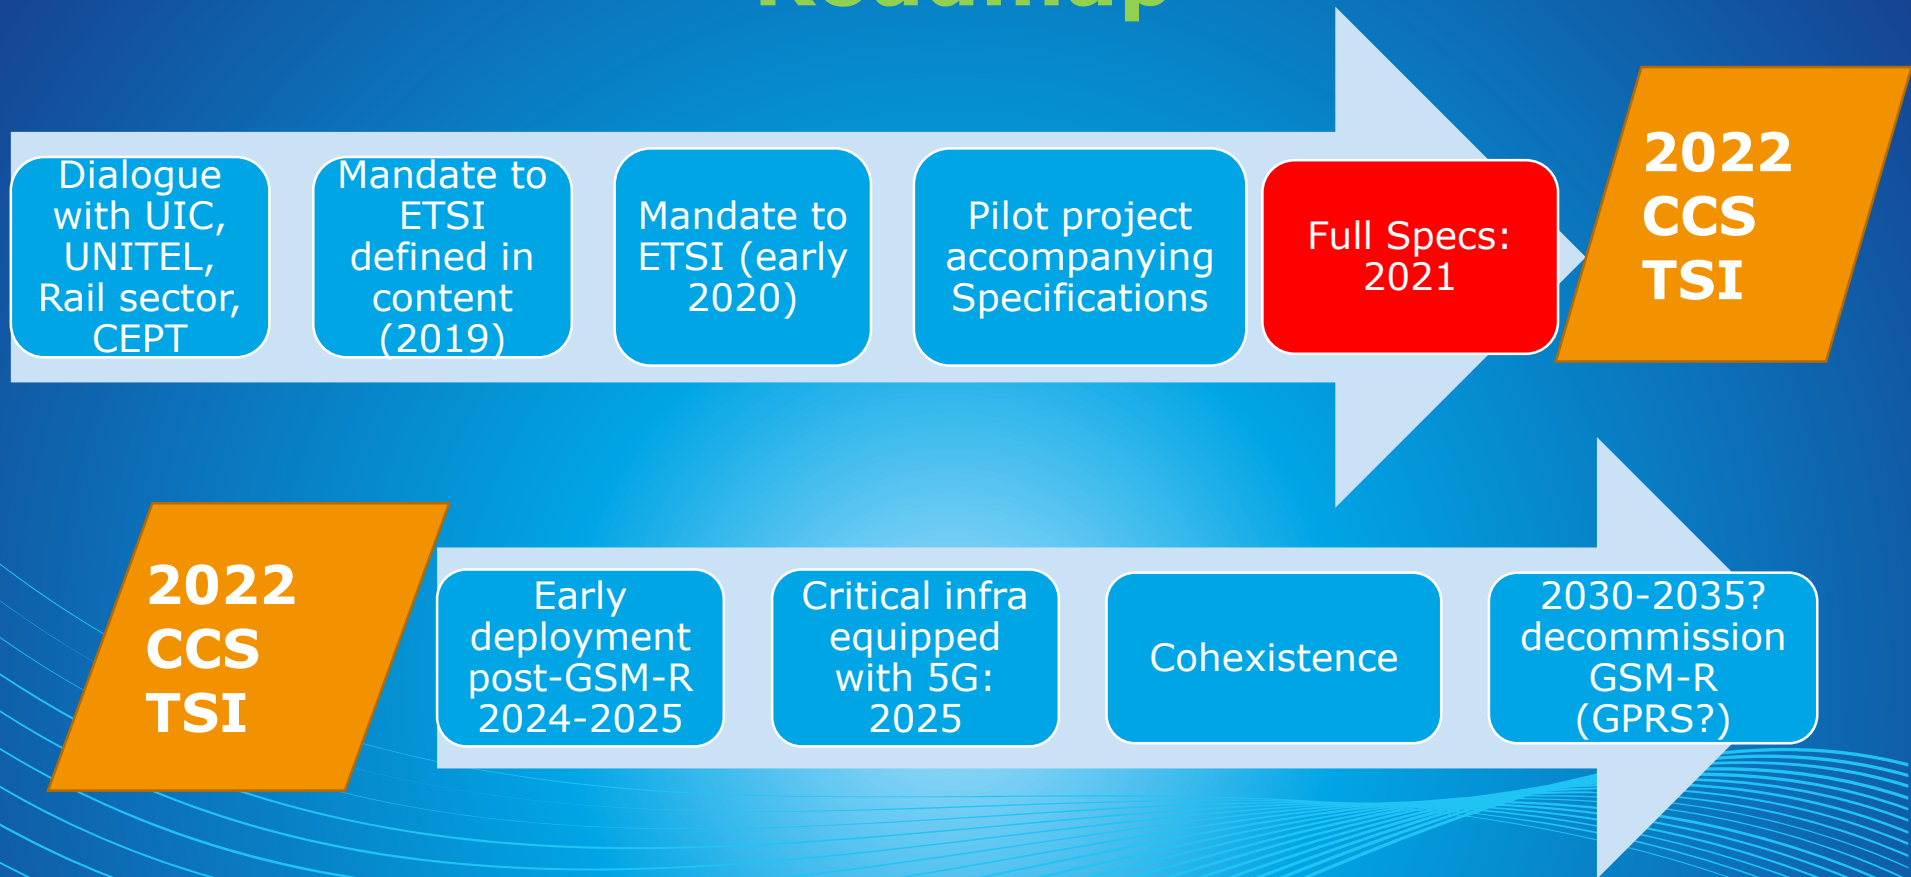 Roadmap
Dialogue
with UIC,
UNITEL,
Rail sector,
CEPT
Mandate to
ETSI
defined in
content
(2019)
Mandate to
ETSI (early
2020)
Pilot project
accompanying
Specifications
Full Specs:
2021
2022
CCS
TSI
2022
CCS
TSI
Early
deployment
post-GSM-R
2024-2025
Critical infra
equipped
with 5G:
2025
Cohexistence
2030-2035?
decommission
GSM-R
(GPRS?)